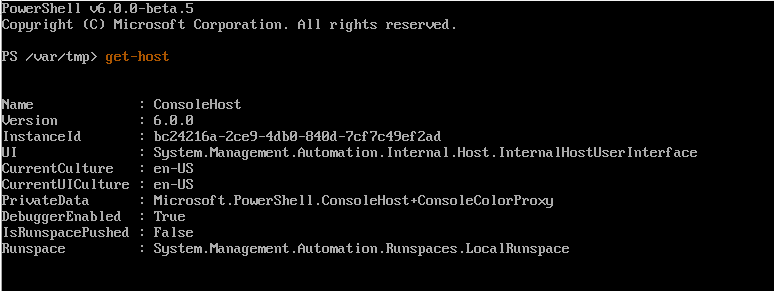 PowerShell v6.0.0-beta.5
Copyright (C) Microsoft Corporation. All rights reserved.
PS /var/tmp> get-host
Name             : ConsoleHost
Version          : 6.0.0
InstanceId       : bc24216a-2ce9-4db0-840d-7cf7c49ef2ad
UI               : System.Management.Automation.Internal.Host.InternalHostUserInterface
CurrentCulture   : en-US
CurrentUICulture : en-US
PrivateData      : Microsoft.PowerShell.ConsoleHost+ConsoleColorProxy
DebuggerEnabled  : True
IsRunspacePushed : False
Runspace         : System.Management.Automation.Runspaces.LocalRunspace